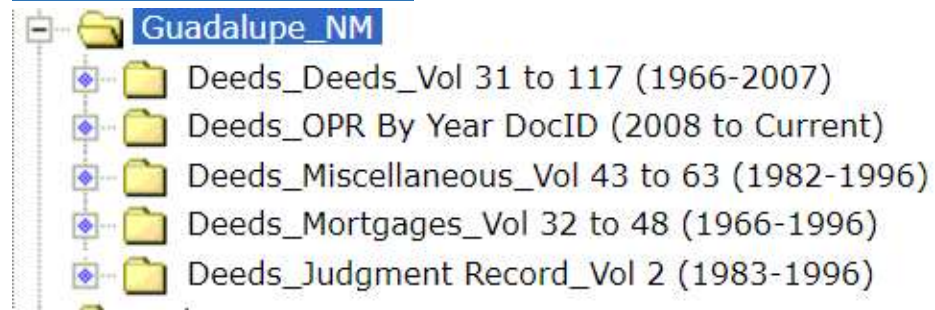 Guadalupe_NM
Deeds_Deeds_Vol 31 to 117 (1966-2007)
Deeds_OPR By Year DocID (2008 to Current)
Deeds_Miscellaneous_Vol 43 to 63 (1982-1996)
Deeds_Mortgages_Vol 32 to 48 (1966-1996)
Deeds_Judgment Record_Vol 2 (1983-1996)